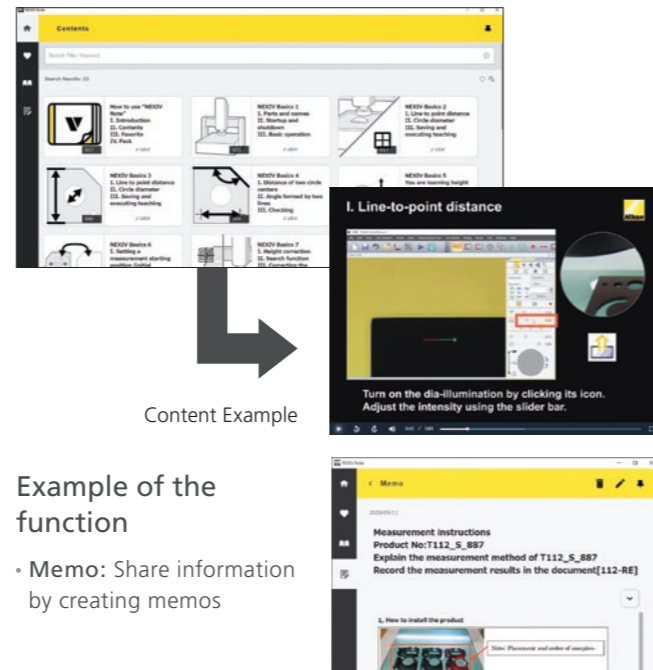 NEXIV Note
Contents
Search Title / Keyword
Search Results: 23
How to use "NEXIV
Note"
I. Introduction
II. Contents
III. Favorite
IV. Pack
NEXIV Basics 1
I. Parts and names
II. Startup and
shutdown
III. Basic operation
NEXIV Basics 2
I. Line to point distance
II. Circle diameter
III. Saving and
executing teaching
NEXIV Basics 3
I. Line to point distance
II. Circle diameter
III. Saving and
executing teaching
NEXIV Basics 4
I. Distance of two circle
centers
II. Angle formed by two
lines
III. Checking
NEXIV Basics 5
You are learning height
NEXIV Basics 6
I. Setting a
measurement starting
position (Initial
NEXIV Basics 7
I. Height correction
II. Search function
III. Correcting the
I. Line-to-point distance
Nikon
Turn on the dia-illumination by clicking its icon.
Adjust the intensity using the slider bar.
Content Example
Example of the
function
• Memo: Share information
by creating memos
NEXIV Note
< Memo
Measurement instructions
Product No:T112_S_887
Explain the measurement method of T112_S_887
Record the measurement results in the document[112-RE]
1, How to install the product
Note: Placement and order of samples